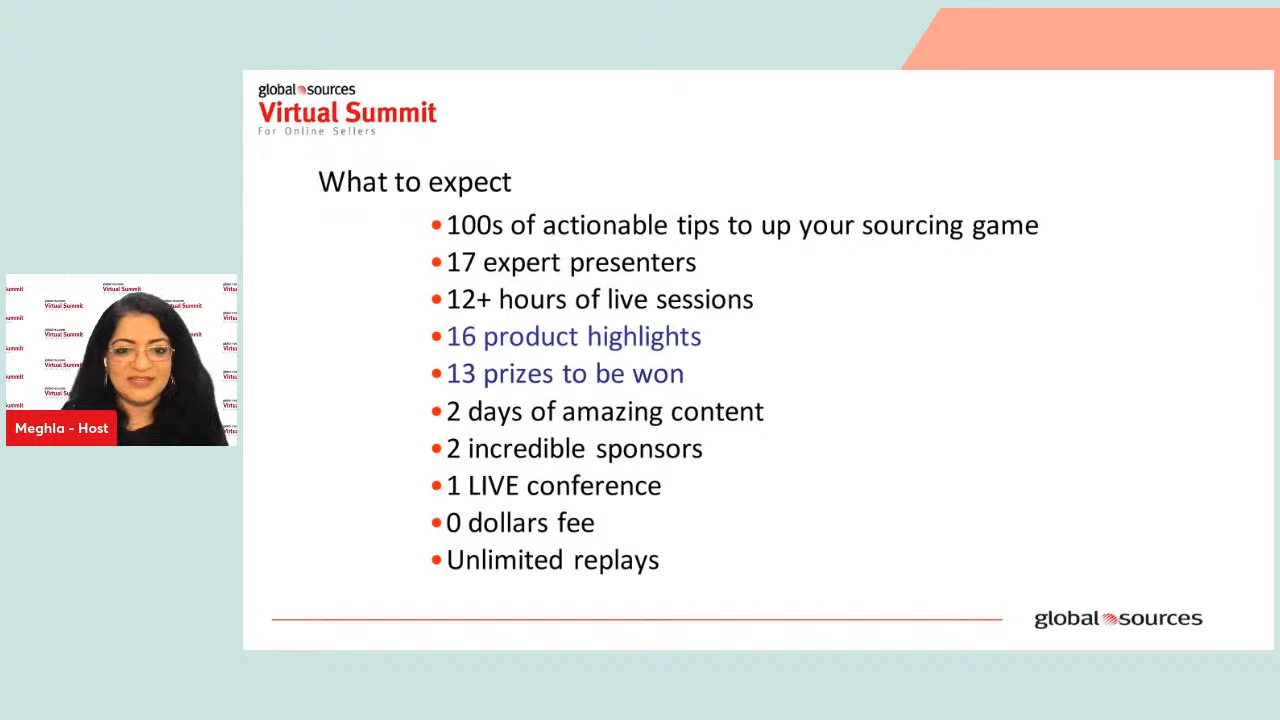 global sources
Virtual Summit
For Online Sellers
What to expect
•100s of actionable tips to up your sourcing game
•17 expert presenters
•12+ hours of live sessions
•16 product highlights
•13 prizes to be won
•2 days of amazing content
•2 incredible sponsors
•1 LIVE conference
•0 dollars fee
•Unlimited replays
global sources
Virtual Summit
Meghla - Host